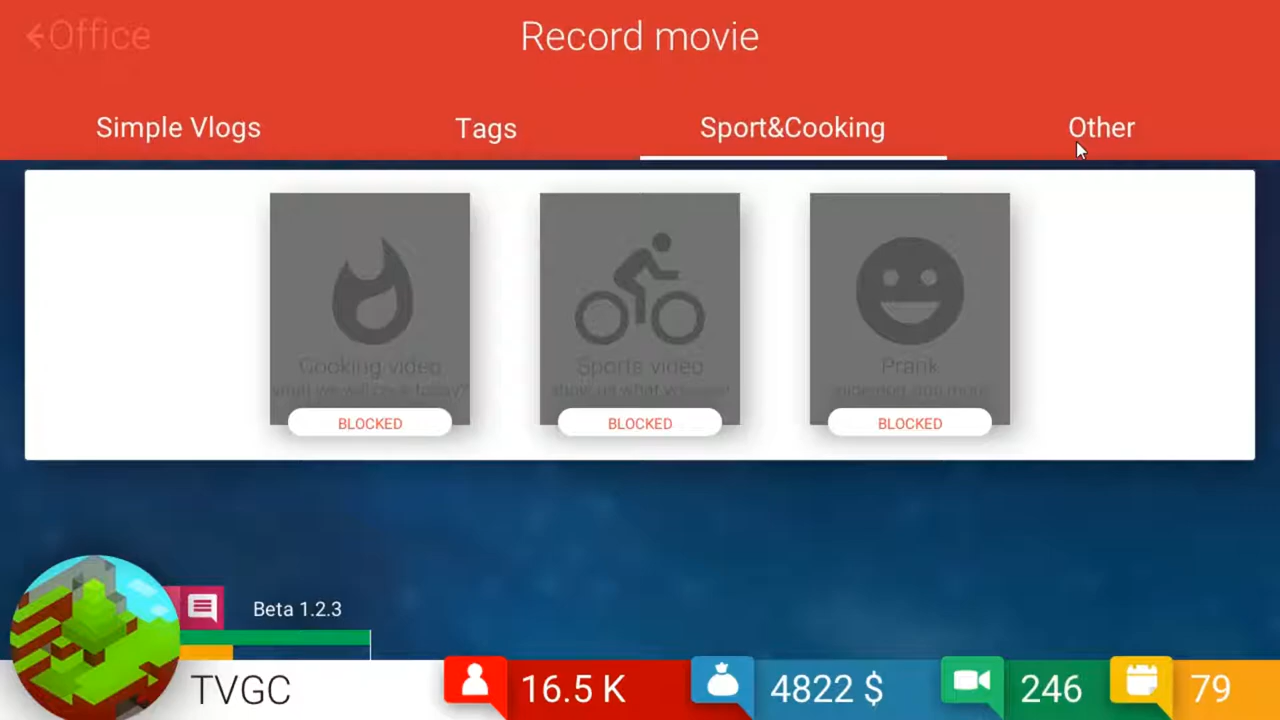 Office
Record movie
Simple Vlogs
Tags
Sport&Cooking
Other
Cooking video
Sports video
Prank
BLOCKED
BLOCKED
BLOCKED
Beta 1.2.3
TVGC
16.5 K
4822 $
246
79